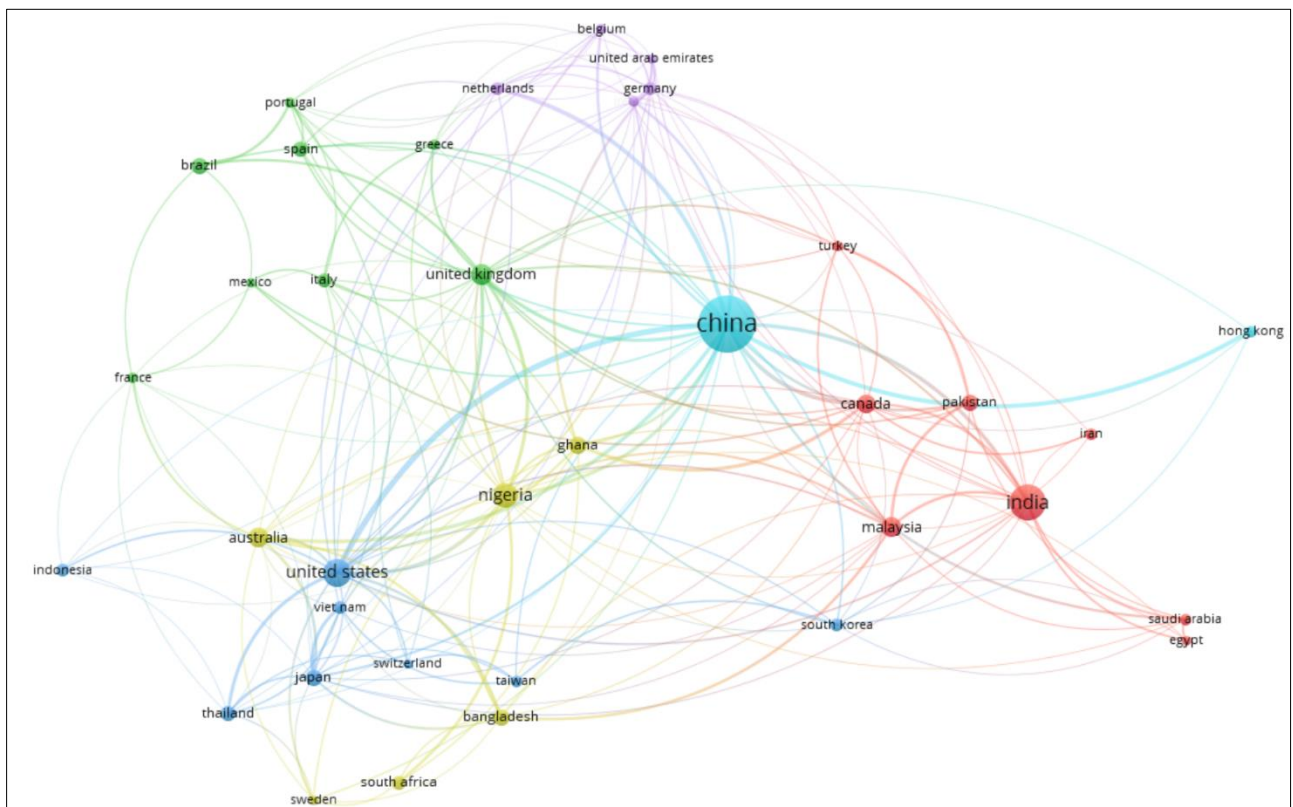 belgium
united arab emirates
netherlands
germany
portugal
greece
spain
brazil
turkey
united kingdom
mexico
italy
china
hong kong
france
canada
pakistan
iran
ghana
nigeria
india
malaysia
australia
indonesia
united states
viet nam
south korea
saudi arabia
egypt
switzerland
japan
taiwan
thailand
bangladesh
south africa
sweden